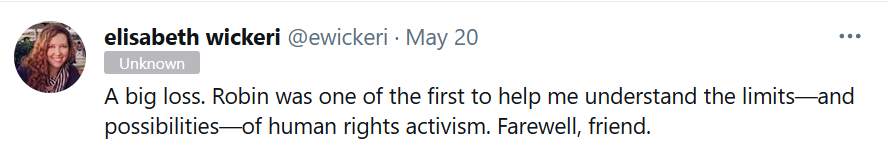 elisabeth wickeri @ewickeri · May 20
Unknown
A big loss. Robin was one of the first to help me understand the limits—and
possibilities—of human rights activism. Farewell, friend.